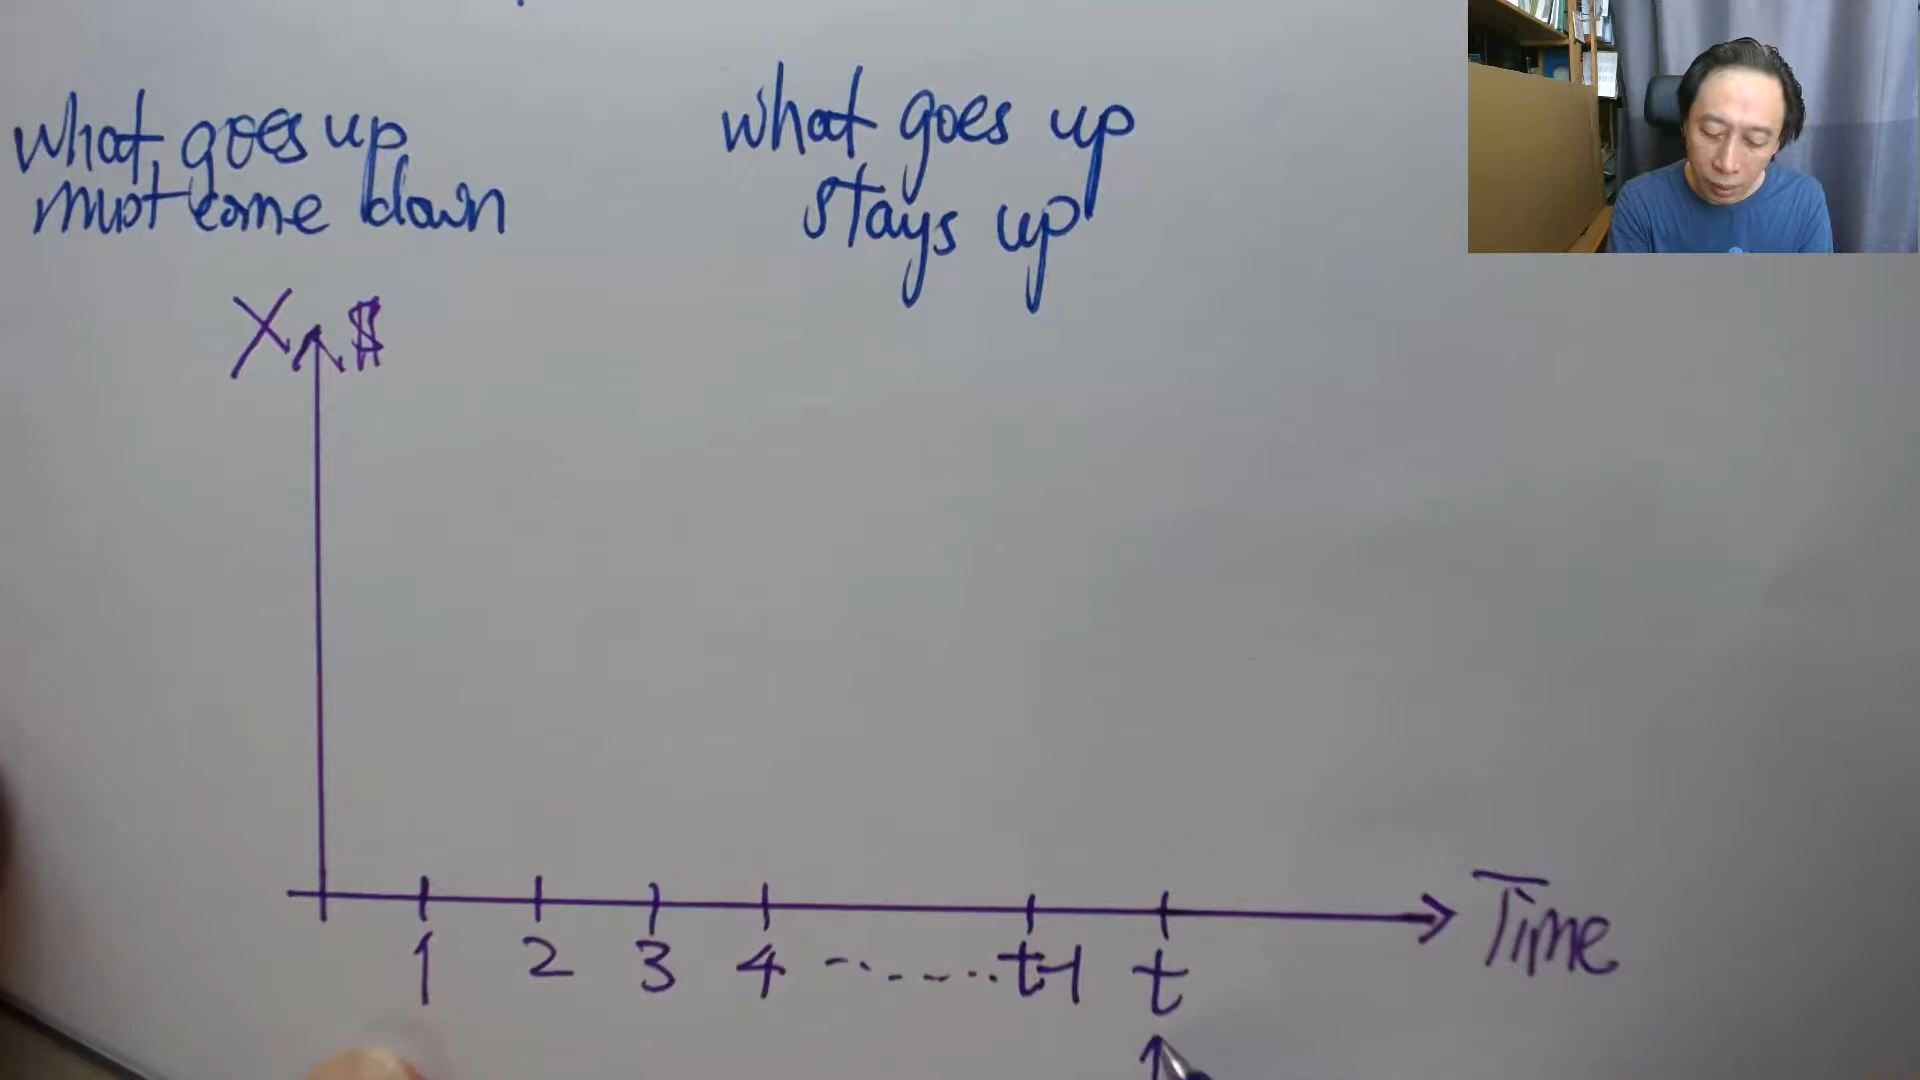 what goes up
must come down
what goes up
stays up
X $
Time
1 2 3 4 ------- t-1 t